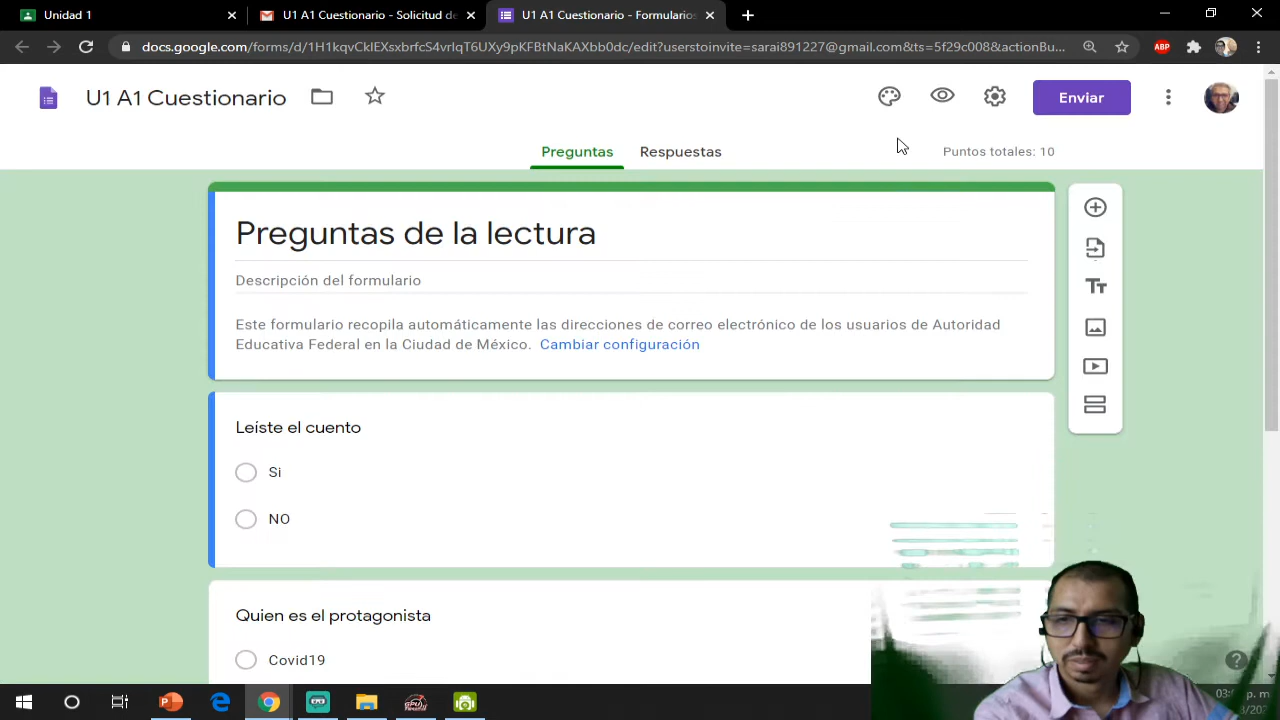 Unidad 1
U1 A1 Cuestionario - Solicitud de
U1 A1 Cuestionario - Formularios
docs.google.com/forms/d/1H1kqvCklEXsxbrfcS4vrlqT6UXy9pKFBtNaKAXbb0dc/edit?userstoinvite=sarai891227@gmail.com&ts=5f29c008&actionBu...
ABP
U1 A1 Cuestionario
Enviar
Preguntas
Respuestas
Puntos totales: 10
Preguntas de la lectura
Descripción del formulario
Este formulario recopila automáticamente las direcciones de correo electrónico de los usuarios de Autoridad
Educativa Federal en la Ciudad de México. Cambiar configuración
Leíste el cuento
Si
NO
Quien es el protagonista
Covid19